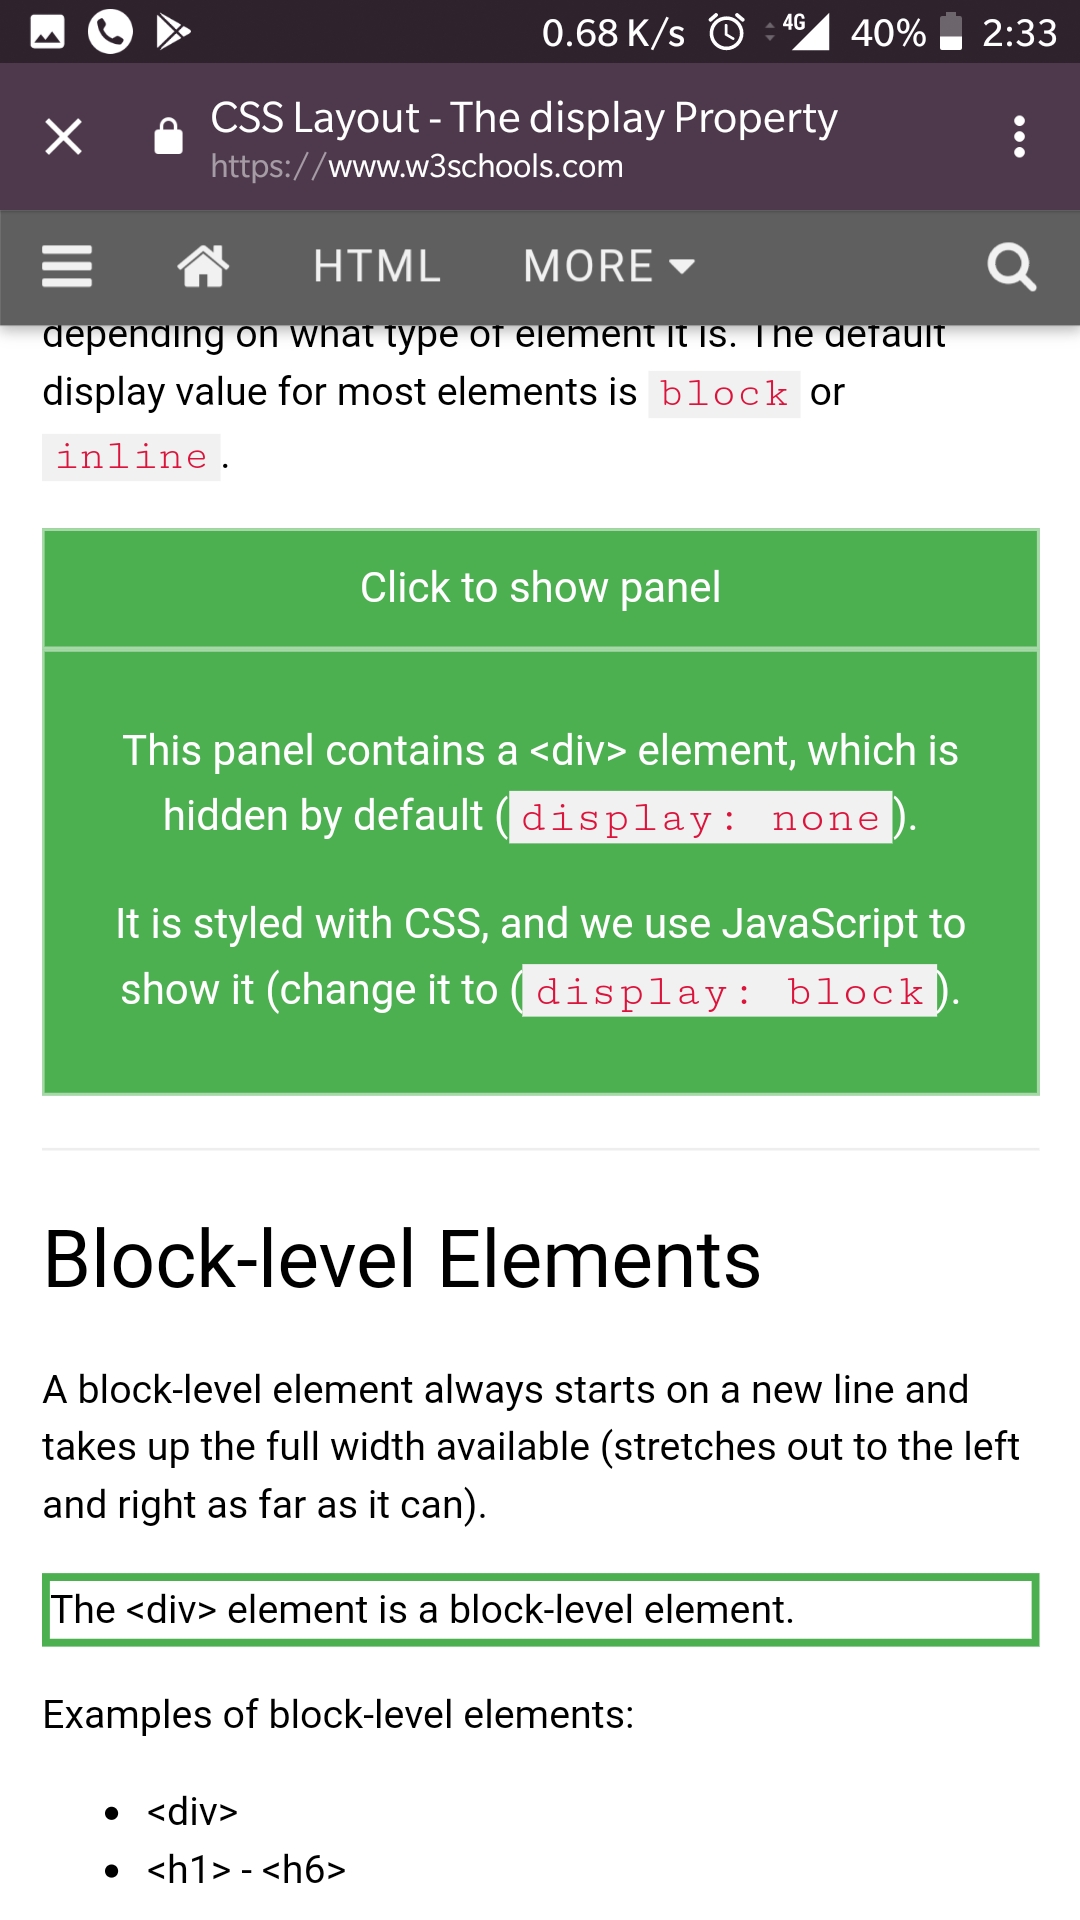 0.68 K/s 4G 40% 2:33
CSS Layout - The display Property
https://www.w3schools.com
HTML MORE
depending on what type of element it is. The default
display value for most elements is block or
inline.
Click to show panel
This panel contains a <div> element, which is
hidden by default (display: none).
It is styled with CSS, and we use JavaScript to
show it (change it to (display: block).
Block-level Elements
A block-level element always starts on a new line and
takes up the full width available (stretches out to the left
and right as far as it can).
The <div> element is a block-level element.
Examples of block-level elements:
• <div>
• <h1> - <h6>